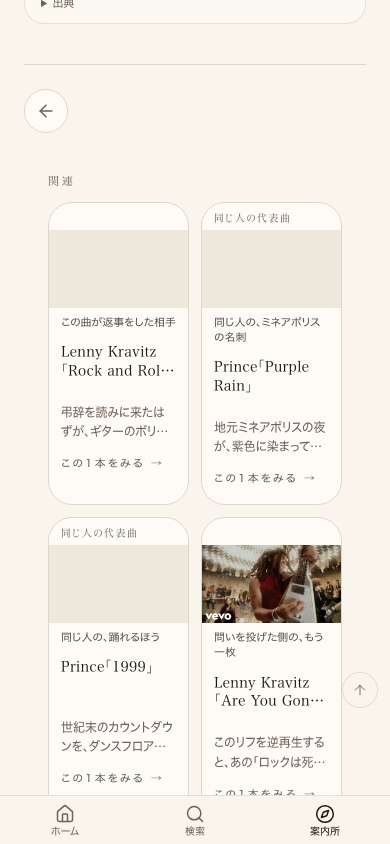 ▶ 出典
関連
この曲が返事をした相手
Lenny Kravitz
「Rock and Rol…
弔辞を読みに来たは
ずが、ギターのボリ…
この1本をみる →
同じ人の代表曲
同じ人の、ミネアポリス
の名刺
Prince「Purple
Rain」
地元ミネアポリスの夜
が、紫色に染まって…
この1本をみる →
同じ人の代表曲
同じ人の、踊れるほう
Prince「1999」
世紀末のカウントダウ
ンを、ダンスフロア…
この1本をみる →
vevo
問いを投げた側の、もう
一枚
Lenny Kravitz
「Are You Gon…
このリフを逆再生する
と、あの「ロックは死…
この1本をみる →
ホーム
検索
案内所